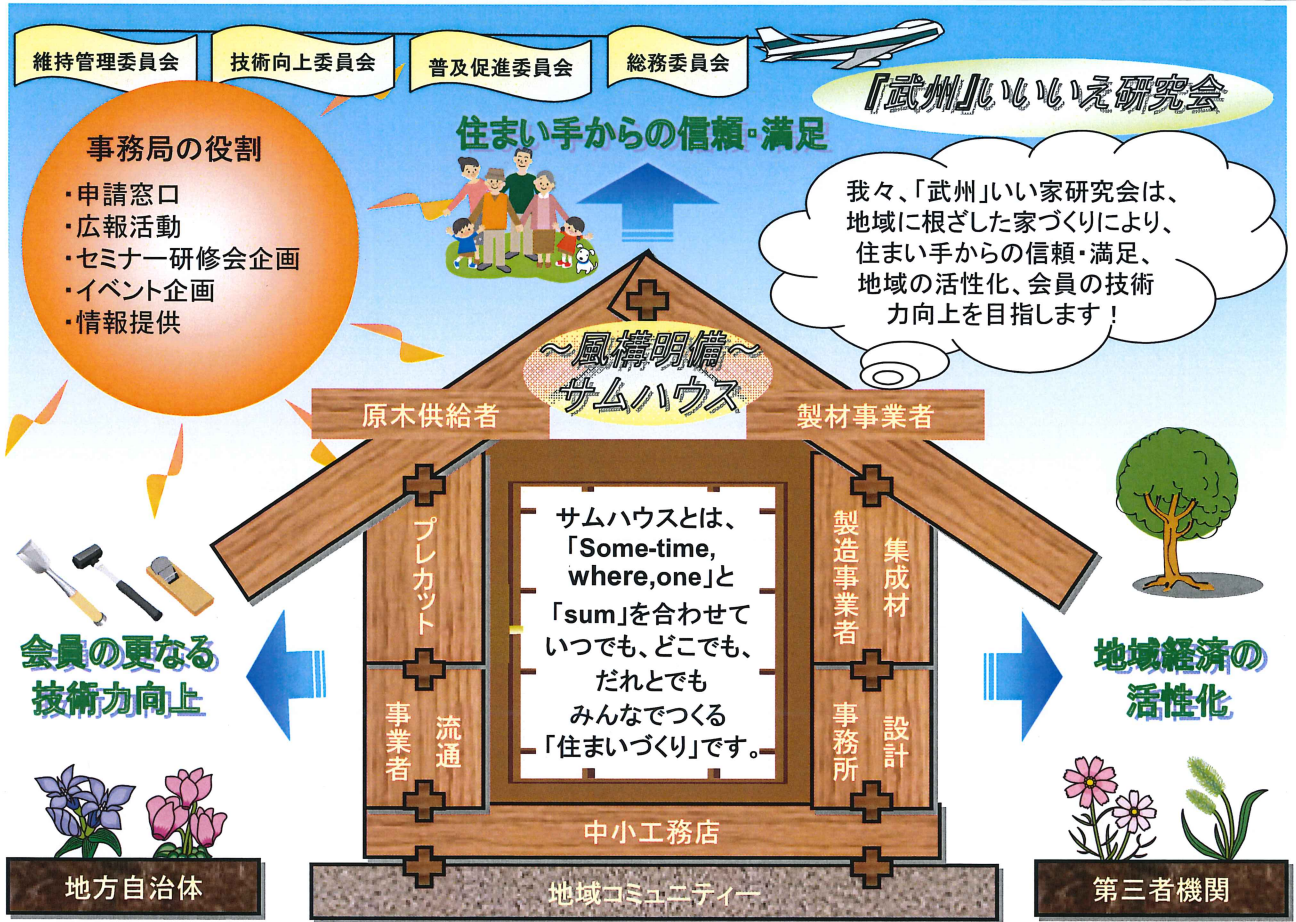 維持管理委員会
技術向上委員会
普及促進委員会
総務委員会
『武州』いいいえ研究会
事務局の役割
・申請窓口
・広報活動
・セミナー研修会企画
・イベント企画
・情報提供
住まい手からの信頼・満足
我々、「武州」いい家研究会は、
地域に根ざした家づくりにより、
住まい手からの信頼・満足、
地域の活性化、会員の技術
力向上を目指します！
～風構明備～
サムハウス
原木供給者
製材事業者
プレカット
流通
事業者
サムハウスとは、
「Some-time,
where,one」と
「sum」を合わせて
いつでも、どこでも、
だれとでも
みんなでつくる
「住まいづくり」です。
集成材
製造事業者
設計
事務所
会員の更なる
技術力向上
地域経済の
活性化
中小工務店
地方自治体
地域コミュニティー
第三者機関